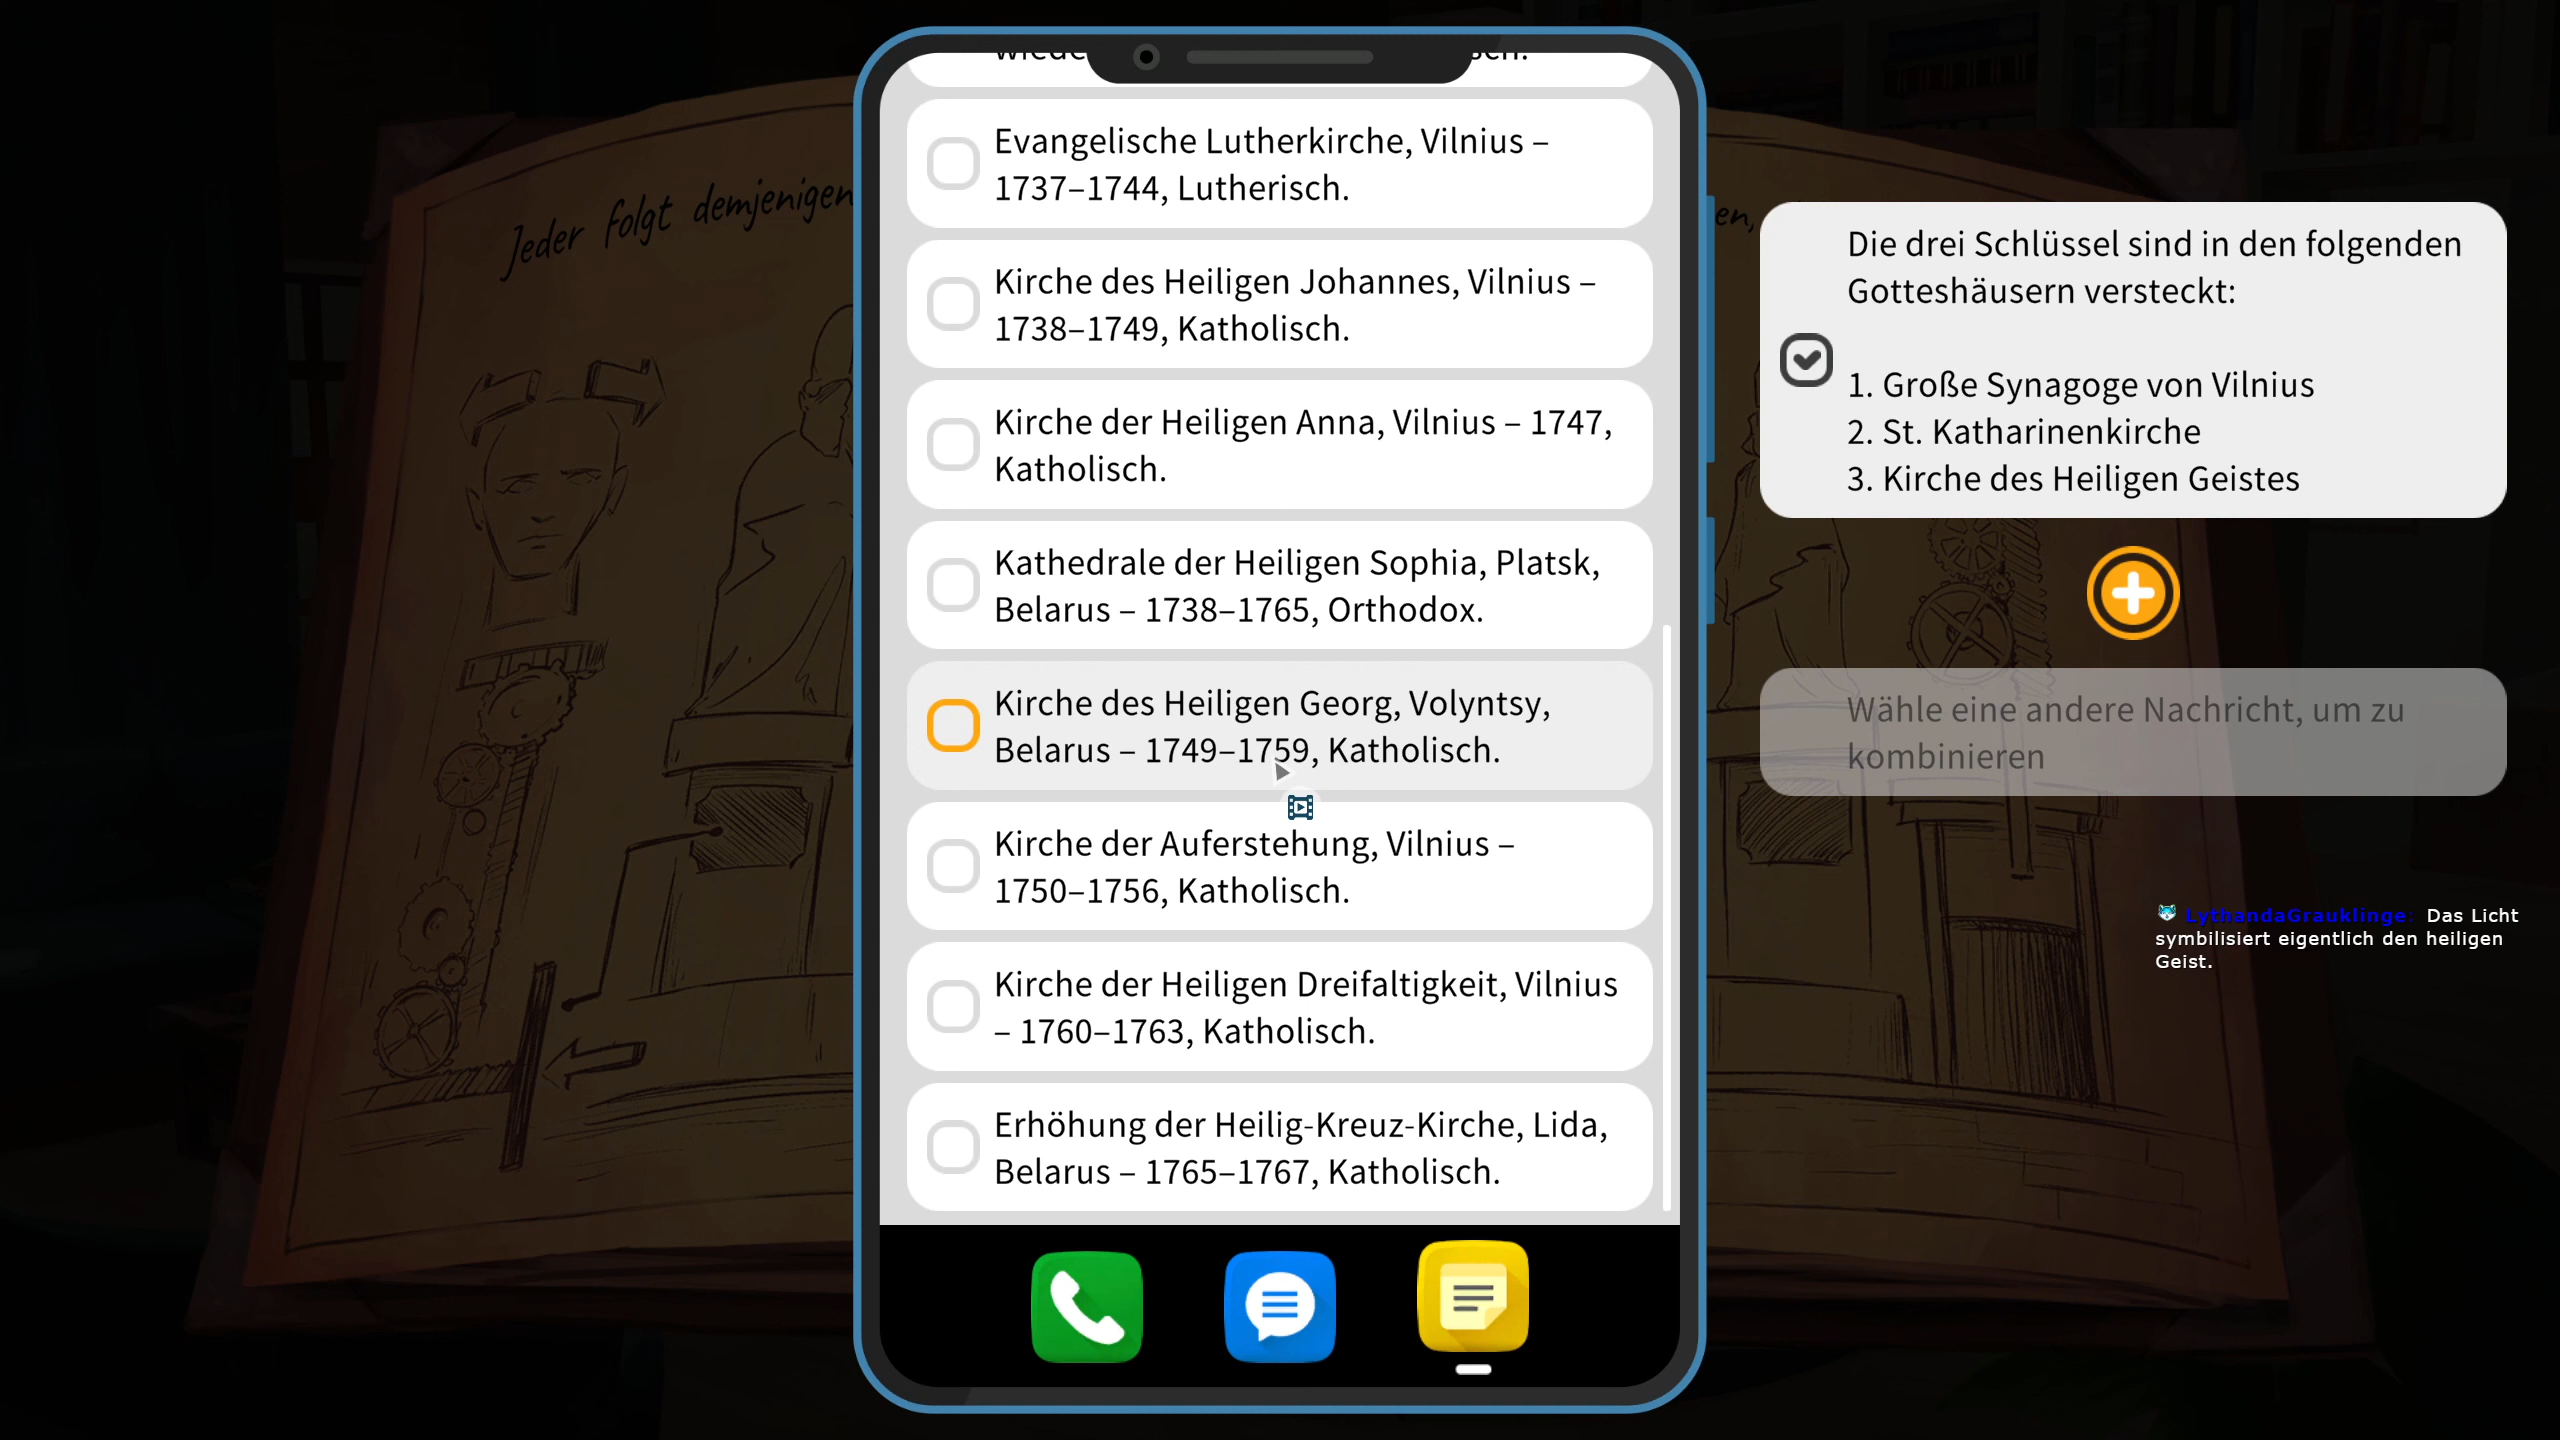 Jeder folgt demjenigen
en,
Evangelische Lutherkirche, Vilnius –
1737–1744, Lutherisch.
Kirche des Heiligen Johannes, Vilnius –
1738–1749, Katholisch.
Kirche der Heiligen Anna, Vilnius – 1747,
Katholisch.
Kathedrale der Heiligen Sophia, Platsk,
Belarus – 1738–1765, Orthodox.
Kirche des Heiligen Georg, Volyntsy,
Belarus – 1749–1759, Katholisch.
Kirche der Auferstehung, Vilnius –
1750–1756, Katholisch.
Kirche der Heiligen Dreifaltigkeit, Vilnius
– 1760–1763, Katholisch.
Erhöhung der Heilig-Kreuz-Kirche, Lida,
Belarus – 1765–1767, Katholisch.
Die drei Schlüssel sind in den folgenden
Gotteshäusern versteckt:
1. Große Synagoge von Vilnius
2. St. Katharinenkirche
3. Kirche des Heiligen Geistes
Wähle eine andere Nachricht, um zu
kombinieren
LythandaGrauklinge: Das Licht
symbilisiert eigentlich den heiligen
Geist.